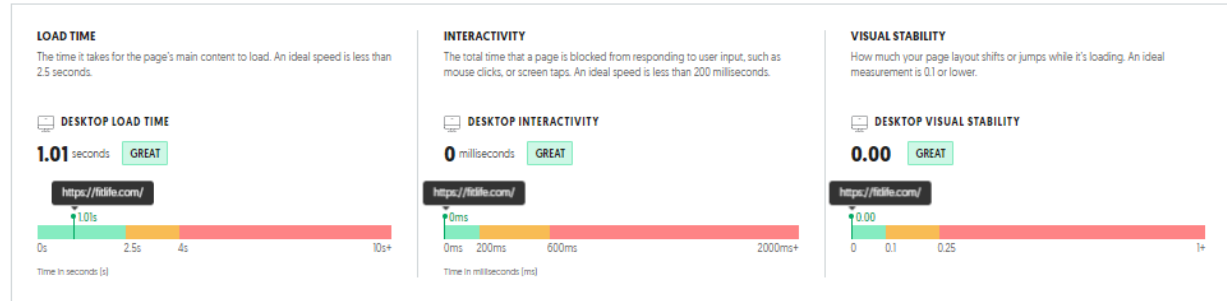 LOAD TIME
The time it takes for the page's main content to load. An ideal speed is less than
2.5 seconds.
DESKTOP LOAD TIME
1.01 seconds GREAT
https://fitlife.com/
1.01s
0s 2.5s 4s 10s+
Time in seconds (s)
INTERACTIVITY
The total time that a page is blocked from responding to user input, such as
mouse clicks, or screen taps. An ideal speed is less than 200 milliseconds.
DESKTOP INTERACTIVITY
0 milliseconds GREAT
https://fitlife.com/
0ms
0ms 200ms 600ms 2000ms+
Time in milliseconds (ms)
VISUAL STABILITY
How much your page layout shifts or jumps while it's loading. An ideal
measurement is 0.1 or lower.
DESKTOP VISUAL STABILITY
0.00 GREAT
https://fitlife.com/
0.00
0 0.1 0.25 1+